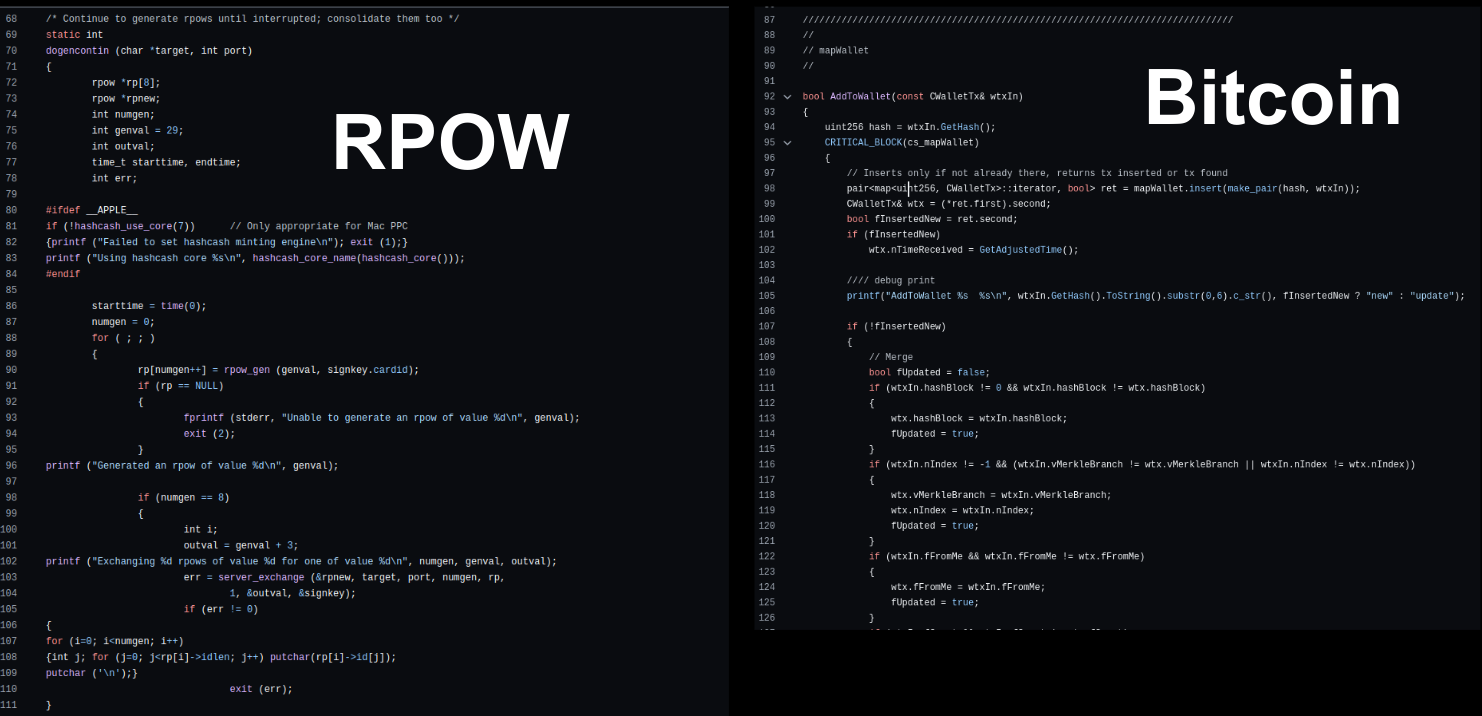 68 /* Continue to generate rpows until interrupted; consolidate them too */
69 static int
70 dogencontin (char *target, int port)
71 {
72 rpow *rp[8];
73 rpow *rpnew;
74 int numgen;
75 int genval = 29;
76 int outval;
77 time_t starttime, endtime;
78 int err;
79
80 #ifdef __APPLE__
81 if (!hashcash_use_core(7)) // Only appropriate for Mac PPC
82 {printf ("Failed to set hashcash minting engine\n"); exit (1);}
83 printf ("Using hashcash core %s\n", hashcash_core_name(hashcash_core()));
84 #endif
85
86 starttime = time(0);
87 numgen = 0;
88 for ( ; ; )
89 {
90 rp[numgen++] = rpow_gen (genval, signkey.cardid);
91 if (rp == NULL)
92 {
93 fprintf (stderr, "Unable to generate an rpow of value %d\n", genval);
94 exit (2);
95 }
96 printf ("Generated an rpow of value %d\n", genval);
97
98 if (numgen == 8)
99 {
100 int i;
101 outval = genval + 3;
102 printf ("Exchanging %d rpows of value %d for one of value %d\n", numgen, genval, outval);
103 err = server_exchange (&rpnew, target, port, numgen, rp,
104 1, &outval, &signkey);
105 if (err != 0)
106 {
107 for (i=0; i<numgen; i++)
108 {int j; for (j=0; j<rp[i]->idlen; j++) putchar(rp[i]->id[j]);
109 putchar ('\n');}
110 exit (err);
111 }
RPOW
87 ////////////////////////////////////////////////////////////////////////////// 
88 //
89 // mapWallet
90 //
91
92 bool AddToWallet(const CWalletTx& wtxIn)
93 {
94 uint256 hash = wtxIn.GetHash();
95 CRITICAL_BLOCK(cs_mapWallet)
96 {
97 // Inserts only if not already there, returns tx inserted or tx found
98 pair<map<uint256, CWalletTx>::iterator, bool> ret = mapWallet.insert(make_pair(hash, wtxIn));
99 CWalletTx& wtx = (*ret.first).second;
100 bool fInsertedNew = ret.second;
101 if (fInsertedNew)
102 wtx.nTimeReceived = GetAdjustedTime();
103
104 //// debug print
105 printf("AddToWallet %s  %s\n", wtxIn.GetHash().ToString().substr(0,6).c_str(), fInsertedNew ? "new" : "update");
106
107 if (!fInsertedNew)
108 {
109 // Merge
110 bool fUpdated = false;
111 if (wtxIn.hashBlock != 0 && wtxIn.hashBlock != wtx.hashBlock)
112 {
113 wtx.hashBlock = wtxIn.hashBlock;
114 fUpdated = true;
115 }
116 if (wtxIn.nIndex != -1 && (wtxIn.vMerkleBranch != wtx.vMerkleBranch || wtxIn.nIndex != wtx.nIndex))
117 {
118 wtx.vMerkleBranch = wtxIn.vMerkleBranch;
119 wtx.nIndex = wtxIn.nIndex;
120 fUpdated = true;
121 }
122 if (wtxIn.fFromMe && wtxIn.fFromMe != wtx.fFromMe)
123 {
124 wtx.fFromMe = wtxIn.fFromMe;
125 fUpdated = true;
126 }
Bitcoin